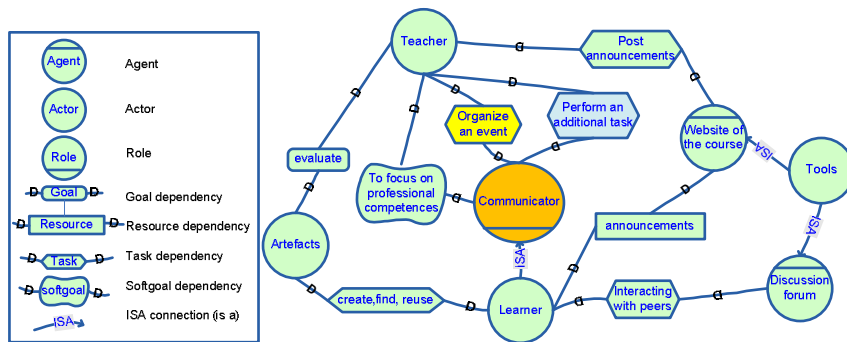 Agent
Agent
Actor
Actor
Role
Role
D Goal D
Goal dependency
D Resource D
Resource dependency
D Task D
Task dependency
D softgoal D
Softgoal dependency
ISA
ISA connection (is a)
Teacher
D
Post
announcements
D
D
D
D
D
Organize
an event
D
Perform an
additional task
D
evaluate
D
To focus on
professional
competences
D
Communicator
Website of
the course
ISA
Tools
ISA
Artefacts
ISA
D
announcements
D
D
create,find, reuse
D
Learner
D
Interacting
with peers
D
Discussion
forum